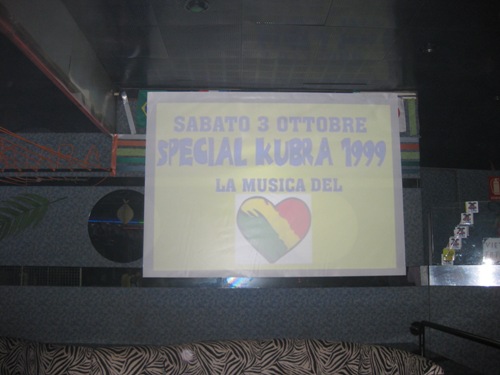 SABATO 3 OTTOBRE
SPECIAL KUBRA 1999
LA MUSICA DEL